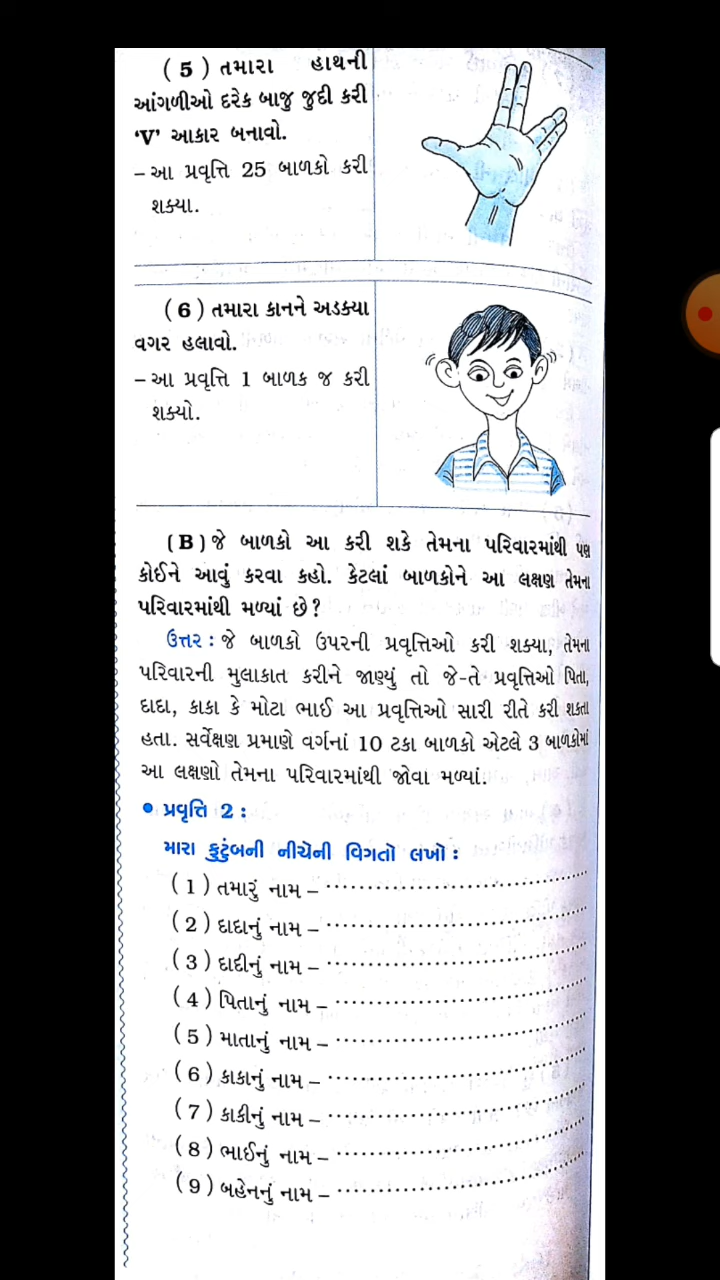 ( 5 ) તમારા હાથની
આંગળીઓ દરેક બાજુ જુદી કરી
‘V’ આકાર બનાવો.
– આ પ્રવૃત્તિ 25 બાળકો કરી
શક્યા.
( 6 ) તમારા કાનને અડક્યા
વગર હલાવો.
– આ પ્રવૃત્તિ 1 બાળક જ કરી
શક્યો.
( B ) જે બાળકો આ કરી શકે તેમના પરિવારમાંથી પણ
કોઈને આવું કરવા કહો. કેટલાં બાળકોને આ લક્ષણ તેમના
પરિવારમાંથી મળ્યાં છે?
ઉત્તર : જે બાળકો ઉપરની પ્રવૃત્તિઓ કરી શક્યા, તેમના
પરિવારની મુલાકાત કરીને જાણ્યું તો જે-તે પ્રવૃત્તિઓ પિતા,
દાદા, કાકા કે મોટા ભાઈ આ પ્રવૃત્તિઓ સારી રીતે કરી શકતા
હતા. સર્વેક્ષણ પ્રમાણે વર્ગનાં 10 ટકા બાળકો એટલે 3 બાળકોમાં
આ લક્ષણો તેમના પરિવારમાંથી જોવા મળ્યાં.
• પ્રવૃત્તિ 2 :
મારા કુટુંબની નીચેની વિગતો લખો :
( 1 ) તમારું નામ – ....................................
( 2 ) દાદાનું નામ – ....................................
( 3 ) દાદીનું નામ – ....................................
( 4 ) પિતાનું નામ – ....................................
( 5 ) માતાનું નામ – ....................................
( 6 ) કાકાનું નામ – ....................................
( 7 ) કાકીનું નામ – ....................................
( 8 ) ભાઈનું નામ – ....................................
( 9 ) બહેનનું નામ – ....................................